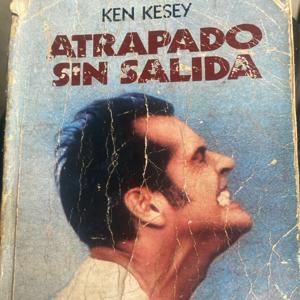 KEN KESEY
ATRAPADO
SIN SALIDA